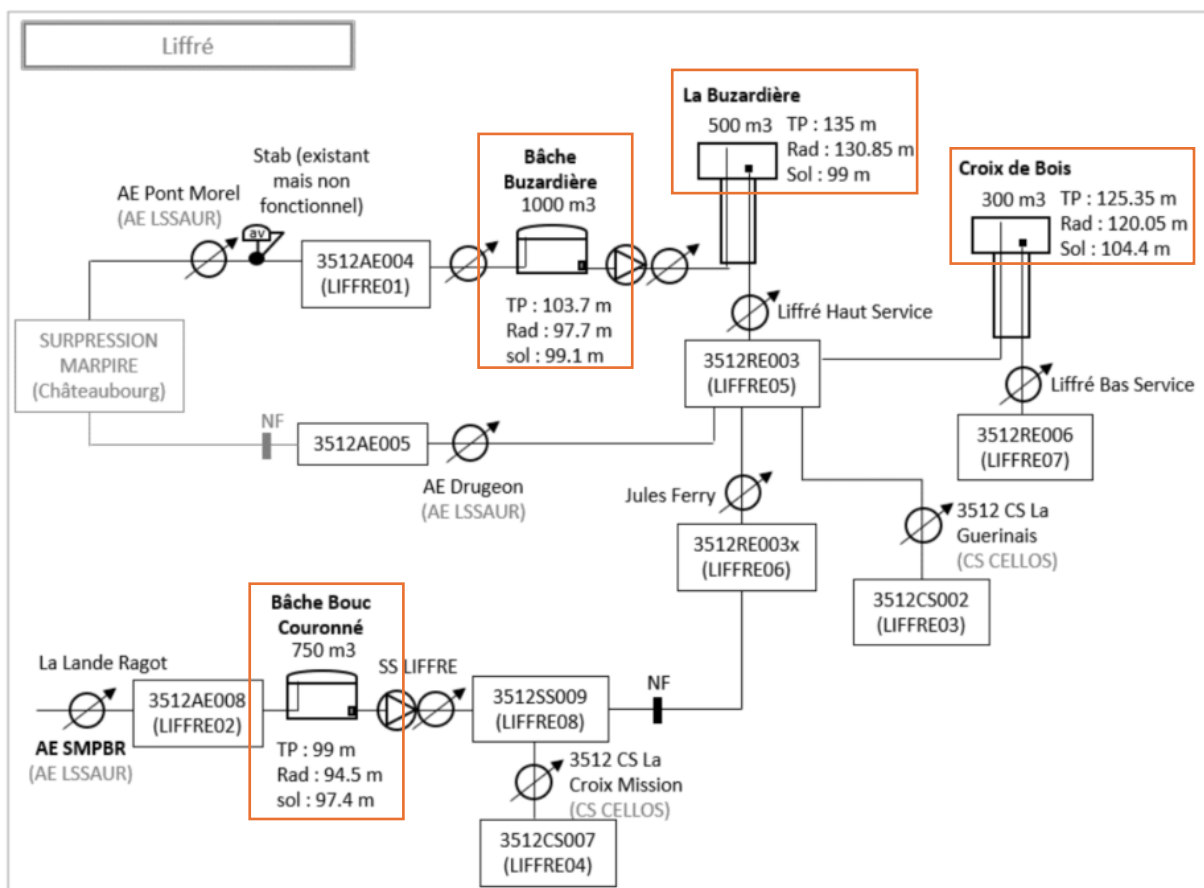 Liffré
La Buzardière
500 m3
TP : 135 m
Rad : 130.85 m
Sol : 99 m
Croix de Bois
300 m3
TP : 125.35 m
Rad : 120.05 m
Sol : 104.4 m
Stab (existant
mais non
fonctionnel)
AE Pont Morel
(AE LSSAUR)
av
Bâche
Buzardière
1000 m3
3512AE004
(LIFFRE01)
TP : 103.7 m
Rad : 97.7 m
sol : 99.1 m
Liffré Haut Service
SURPRESSION
MARPIRE
(Châteaubourg)
3512RE003
(LIFFRE05)
Liffré Bas Service
NF
3512AE005
3512RE006
(LIFFRE07)
AE Drugeon
(AE LSSAUR)
Jules Ferry
3512 CS La
Guerinais
(CS CELLOS)
3512RE003x
(LIFFRE06)
3512CS002
(LIFFRE03)
Bâche Bouc
Couronné
750 m3
La Lande Ragot
SS LIFFRE
3512AE008
(LIFFRE02)
3512SS009
(LIFFRE08)
NF
AE SMPBR
(AE LSSAUR)
TP : 99 m
Rad : 94.5 m
sol : 97.4 m
3512 CS La
Croix Mission
(CS CELLOS)
3512CS007
(LIFFRE04)